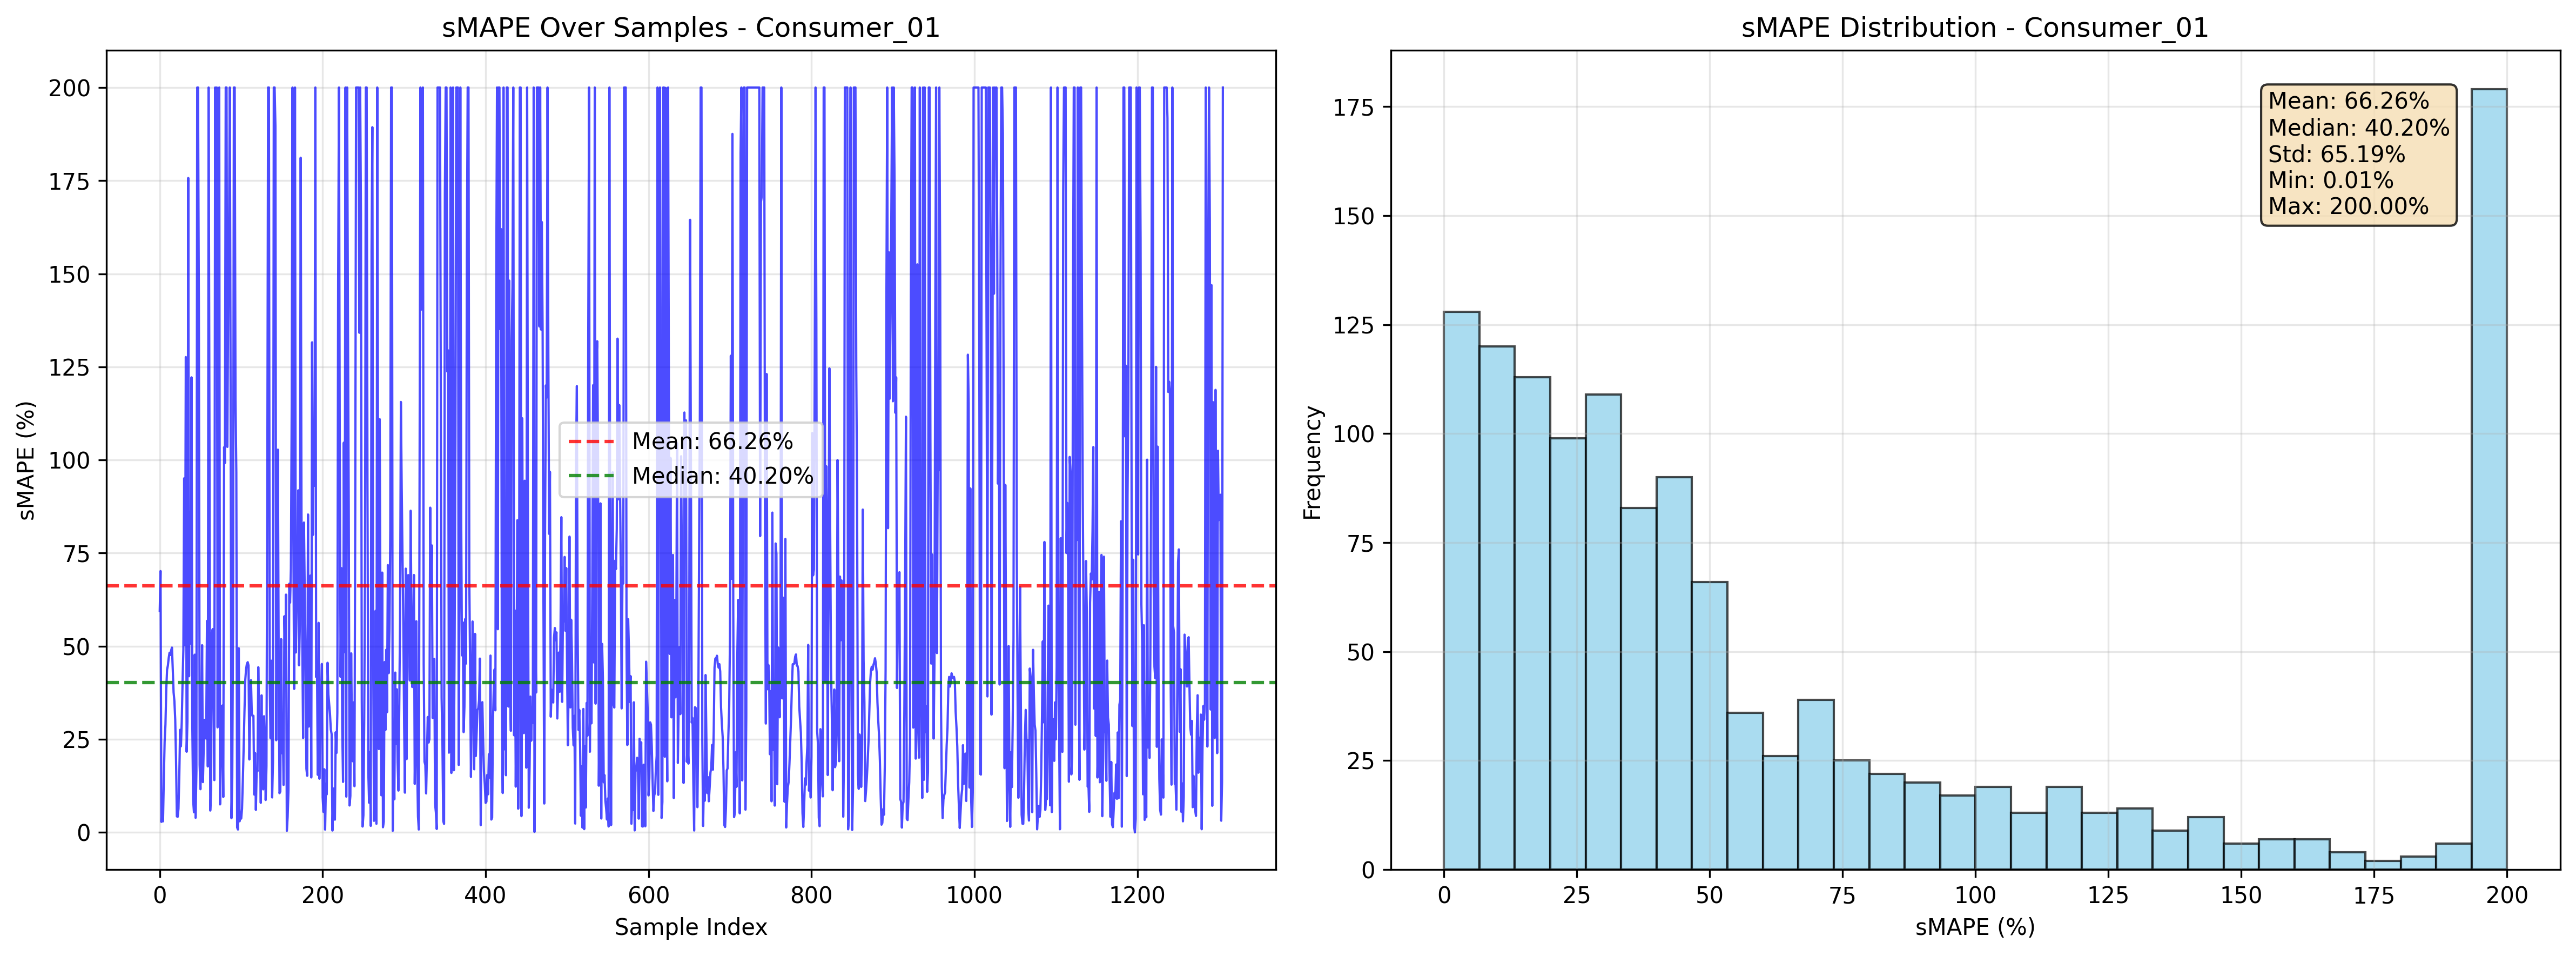 sMAPE Over Samples - Consumer_01
200
175
150
125
100
75
50
25
0
sMAPE (%)
Mean: 66.26%
Median: 40.20%
0 200 400 600 800 1000 1200
Sample Index
sMAPE Distribution - Consumer_01
175
150
125
100
75
50
25
0
Frequency
Mean: 66.26%
Median: 40.20%
Std: 65.19%
Min: 0.01%
Max: 200.00%
0 25 50 75 100 125 150 175 200
sMAPE (%)